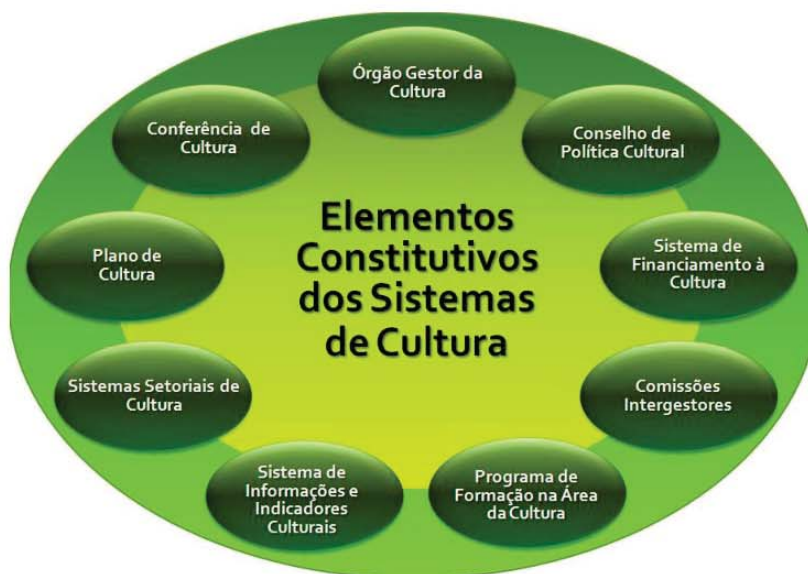 Órgão Gestor da
Cultura
Conferência de
Cultura
Conselho de
Política Cultural
Elementos
Constitutivos
dos Sistemas
de Cultura
Plano de
Cultura
Sistema de
Financiamento à
Cultura
Sistemas Setoriais de
Cultura
Comissões
Intergestores
Sistema de
Informações e
Indicadores
Culturais
Programa de
Formação na Área
da Cultura